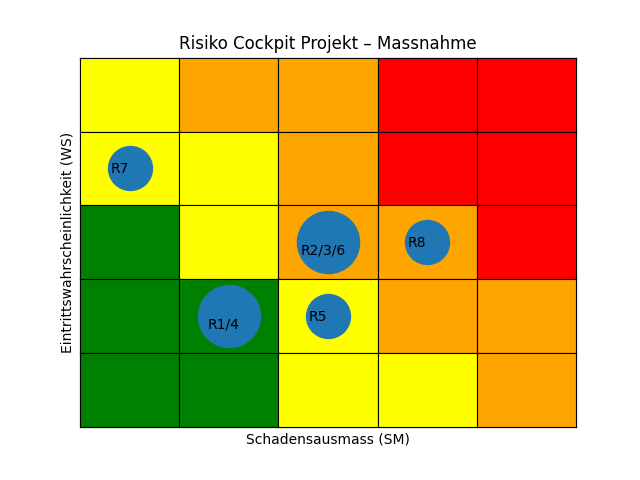 Risiko Cockpit Projekt – Massnahme
Eintrittswahrscheinlichkeit (WS)
R7
R2/3/6
R8
R1/4
R5
Schadensausmass (SM)